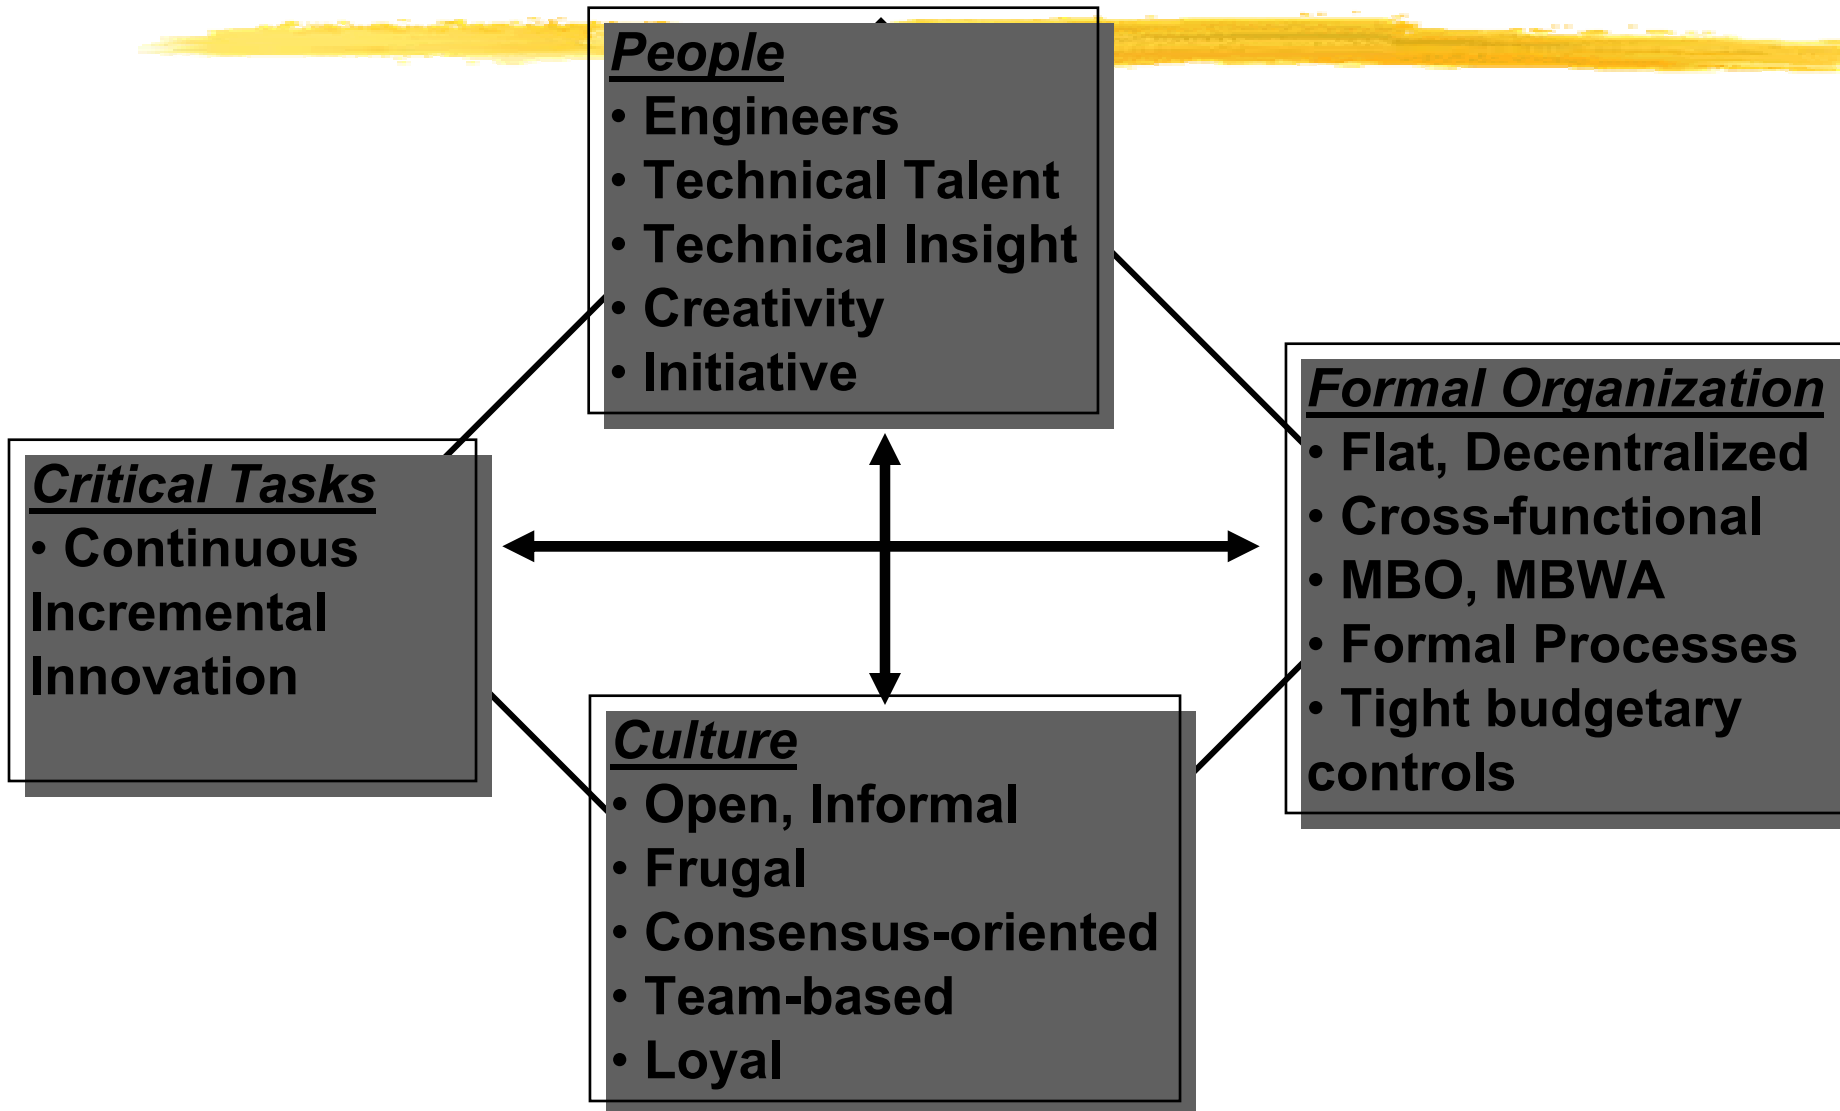 People
• Engineers
• Technical Talent
• Technical Insight
• Creativity
• Initiative
Critical Tasks
• Continuous
Incremental
Innovation
Formal Organization
• Flat, Decentralized
• Cross-functional
• MBO, MBWA
• Formal Processes
• Tight budgetary
controls
Culture
• Open, Informal
• Frugal
• Consensus-oriented
• Team-based
• Loyal